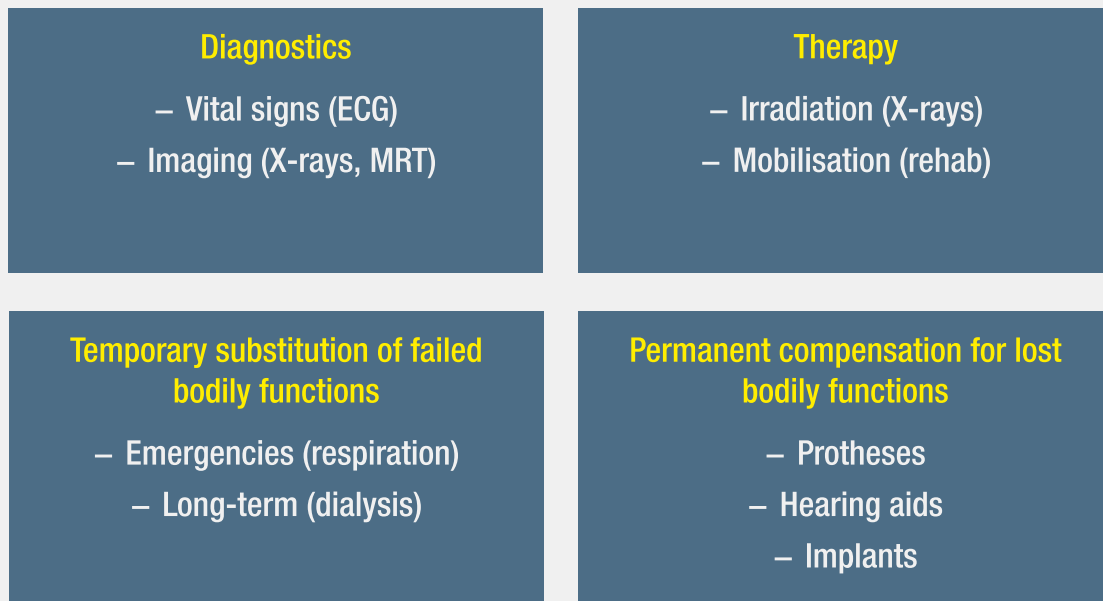 Diagnostics
– Vital signs (ECG)
– Imaging (X-rays, MRT)
Therapy
– Irradiation (X-rays)
– Mobilisation (rehab)
Temporary substitution of failed
bodily functions
– Emergencies (respiration)
– Long-term (dialysis)
Permanent compensation for lost
bodily functions
– Protheses
– Hearing aids
– Implants